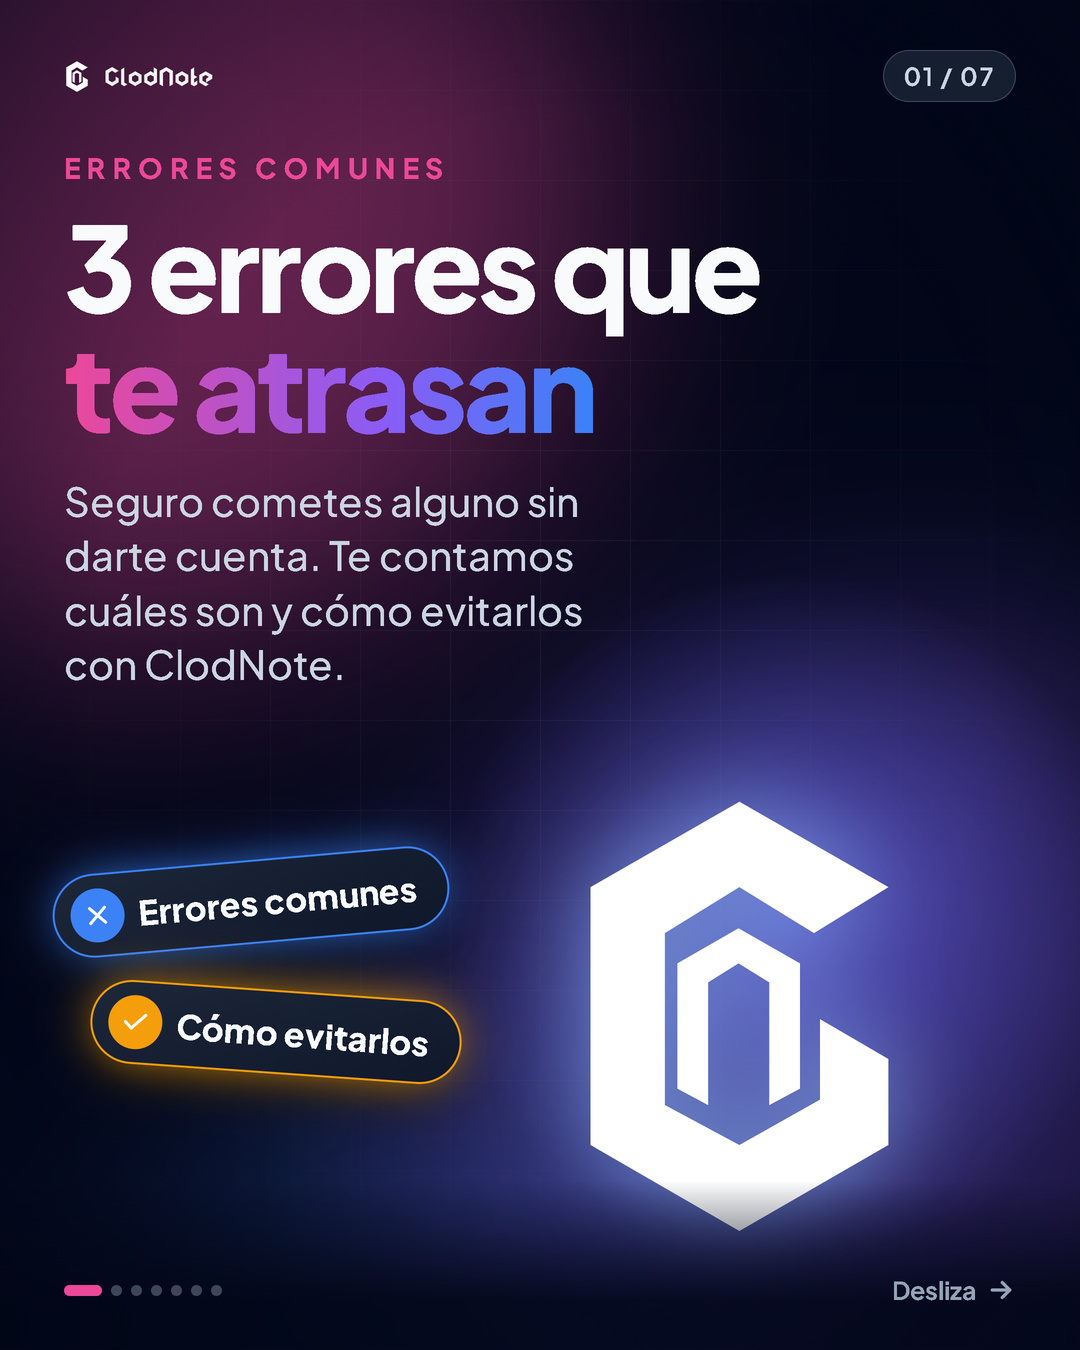 ClodNote
01 / 07
ERRORES COMUNES
3 errores que
te atrasan
Seguro cometes alguno sin
darte cuenta. Te contamos
cuáles son y cómo evitarlos
con ClodNote.
Errores comunes
Cómo evitarlos
Desliza →